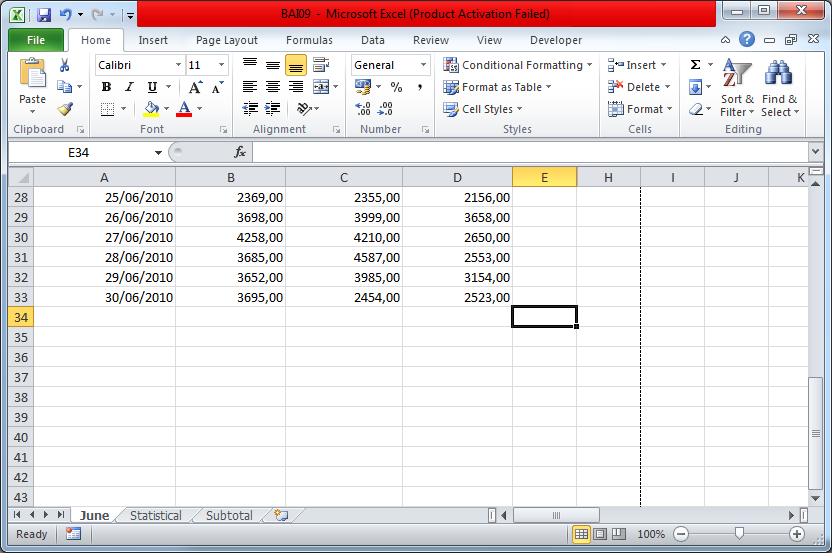 BAI09 - Microsoft Excel (Product Activation Failed)
File Home Insert Page Layout Formulas Data Review View Developer
Calibri 11 General Conditional Formatting Insert Σ
Paste B I U % , Format as Table Delete Sort & Filter Find & Select
A A A Cell Styles Format
Clipboard Font Alignment Number Styles Cells Editing
E34 fx
A B C D E H I J K
28 25/06/2010 2369,00 2355,00 2156,00
29 26/06/2010 3698,00 3999,00 3658,00
30 27/06/2010 4258,00 4210,00 2650,00
31 28/06/2010 3685,00 4587,00 2553,00
32 29/06/2010 3652,00 3985,00 3154,00
33 30/06/2010 3695,00 2454,00 2523,00
34
35
36
37
38
39
40
41
42
43
June Statistical Subtotal
Ready 100%